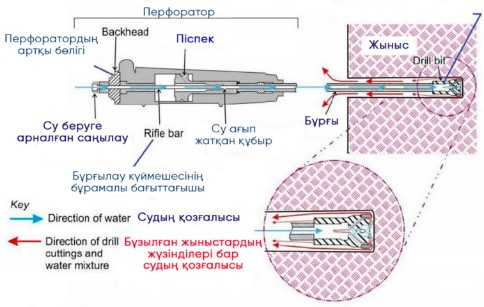 Перфоратор
Перфоратордың
артқы бөлігі
Backhead
Піспек
Жыныс
Drill bit
Су беруге
арналған саңылау
Rifle bar
Су ағып
жатқан құбыр
Бұрғы
Бұрғылау күймешесінің
бұрамалы бағыттағышы
Key
Direction of water
Судың қозғалысы
Direction of drill
cuttings and
water mixture
Бұзылған жыныстардың
жүзінділері бар
судың қозғалысы